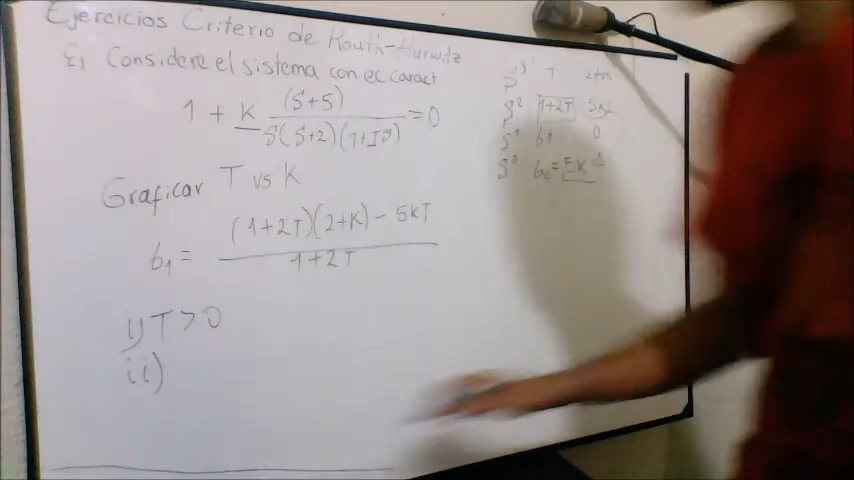 Ejercicios Criterio de Routh-Hurwitz
Ej Considere el sistema con ec caract
1 + K (S+5) / S(S+2)(1+TS) = 0
Graficar T vs K
b1 = (1+2T)(2+K) - 5KT / 1+2T
i) T > 0
ii)
S³ T 2+K
S² 1+2T 5K
S¹ b1 0
S⁰ b0 = 5K